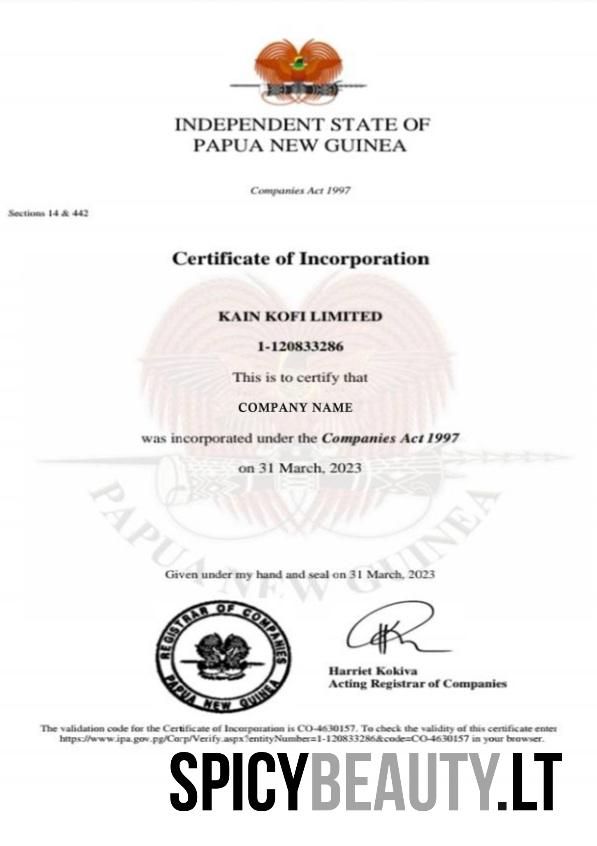 INDEPENDENT STATE OF
PAPUA NEW GUINEA
Companies Act 1997
Sections 14 & 442
Certificate of Incorporation
KAIN KOFI LIMITED
1-120833286
This is to certify that
COMPANY NAME
was incorporated under the Companies Act 1997
on 31 March, 2023
PAPUA NEW GUINEA
Given under my hand and seal on 31 March, 2023
REGISTRAR OF COMPANIES
PAPUA NEW GUINEA
Harriet Kokiva
Acting Registrar of Companies
The validation code for the Certificate of Incorporation is CO-4630157. To check the validity of this certificate enter
https://www.ipa.gov.pg/Corp/Verify.aspx?entityNumber=1-120833286&code=CO-4630157 in your browser.
SPICYBEAUTY.LT